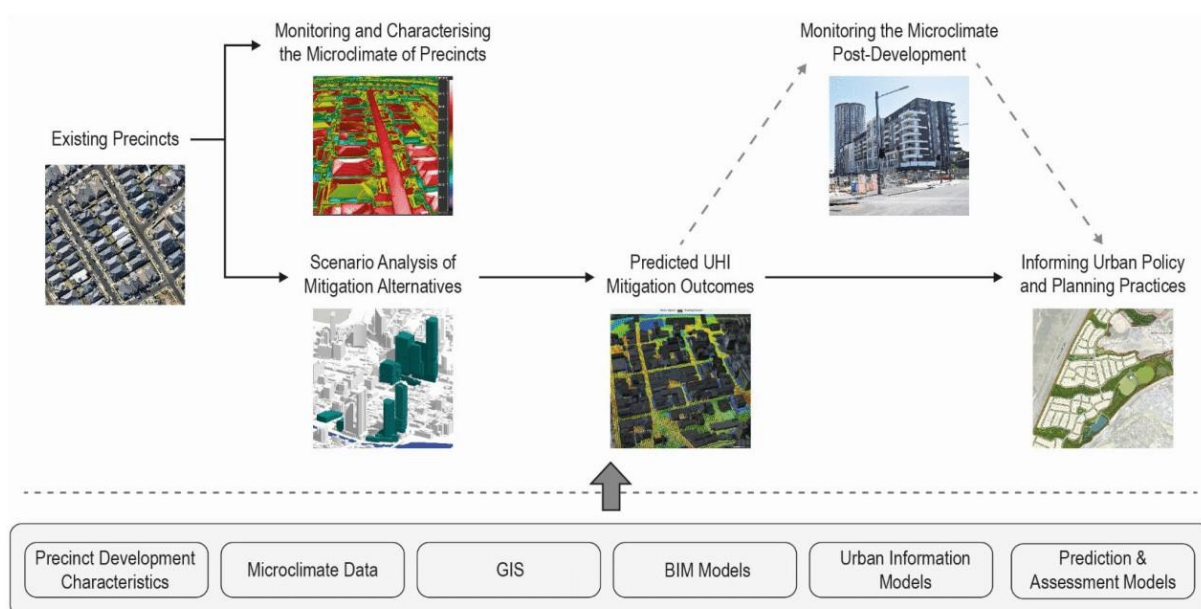 Monitoring and Characterising
the Microclimate of Precincts
Monitoring the Microclimate
Post-Development
Existing Precincts
Scenario Analysis of
Mitigation Alternatives
Predicted UHI
Mitigation Outcomes
Informing Urban Policy
and Planning Practices
Precinct Development
Characteristics
Microclimate Data
GIS
BIM Models
Urban Information
Models
Prediction &
Assessment Models